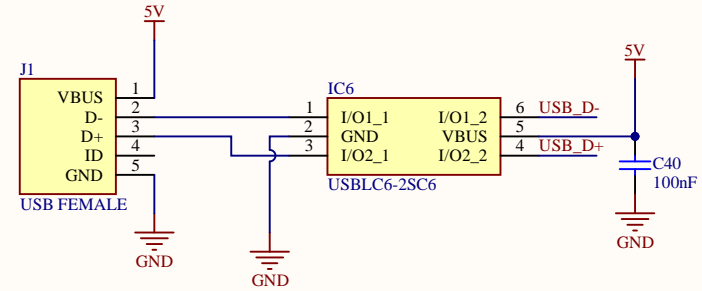 5V
J1
VBUS 1
D- 2
D+ 3
ID 4
GND 5
USB FEMALE
GND
IC6
1 I/O1_1 I/O1_2 6 USB_D-
2 GND VBUS 5
3 I/O2_1 I/O2_2 4 USB_D+
USBLC6-2SC6
GND
5V
C40
100nF
GND